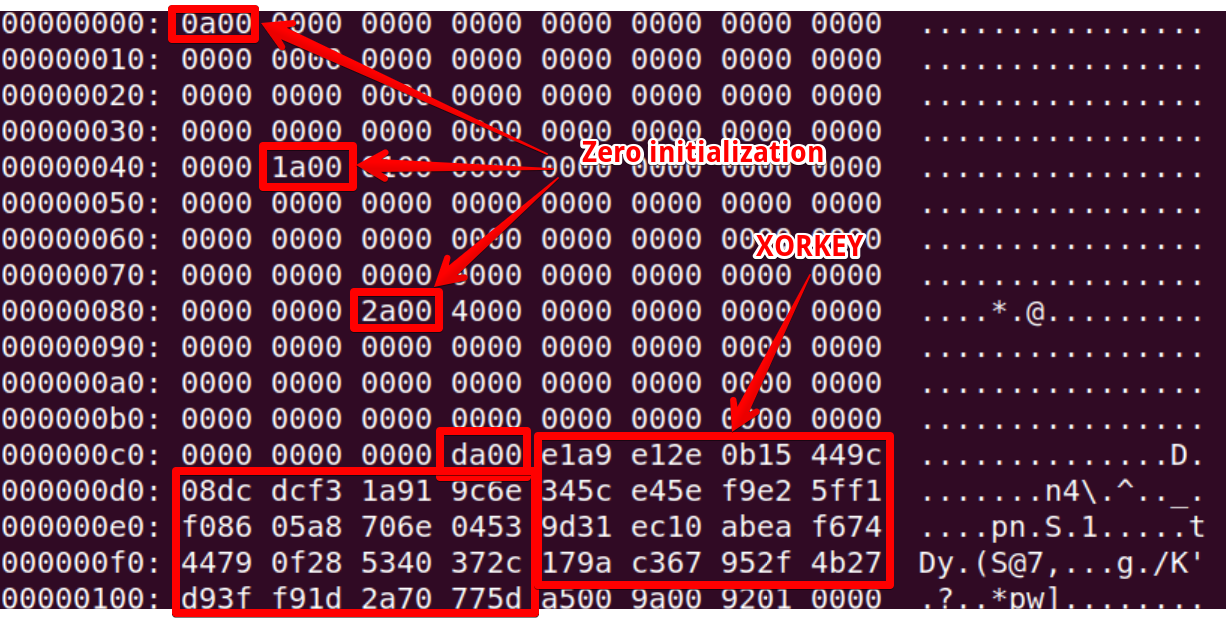 00000000: 0a00 0000 0000 0000 0000 0000 0000 0000 ................
00000010: 0000 0000 0000 0000 0000 0000 0000 0000 ................
00000020: 0000 0000 0000 0000 0000 0000 0000 0000 ................
00000030: 0000 0000 0000 0000 0000 0000 0000 0000 ................
Zero initialization
00000040: 0000 1a00 0000 0000 0000 0000 0000 ................
00000050: 0000 0000 0000 0000 0000 0000 0000 0000 ................
00000060: 0000 0000 0000 0000 0000 0000 0000 0000 ................
XORKEY
00000070: 0000 0000 0000 0000 0000 0000 0000 0000 ................
00000080: 0000 0000 2a00 4000 0000 0000 0000 0000 ....*.@.........
00000090: 0000 0000 0000 0000 0000 0000 0000 0000 ................
000000a0: 0000 0000 0000 0000 0000 0000 0000 0000 ................
000000b0: 0000 0000 0000 0000 0000 0000 0000 0000 ................
000000c0: 0000 0000 0000 da00 e1a9 e12e 0b15 449c ..............D.
000000d0: 08dc dcf3 1a91 9c6e 345c e45e f9e2 5ff1 .......n4\.^.._.
000000e0: f086 05a8 706e 0453 9d31 ec10 abea f674 ....pn.S.1.....t
000000f0: 4479 0f28 5340 372c 179a c367 952f 4b27 Dy.(S@7,...g./K'
00000100: d93f f91d 2a70 775d a500 9a00 9201 0000 .?..*pw]........